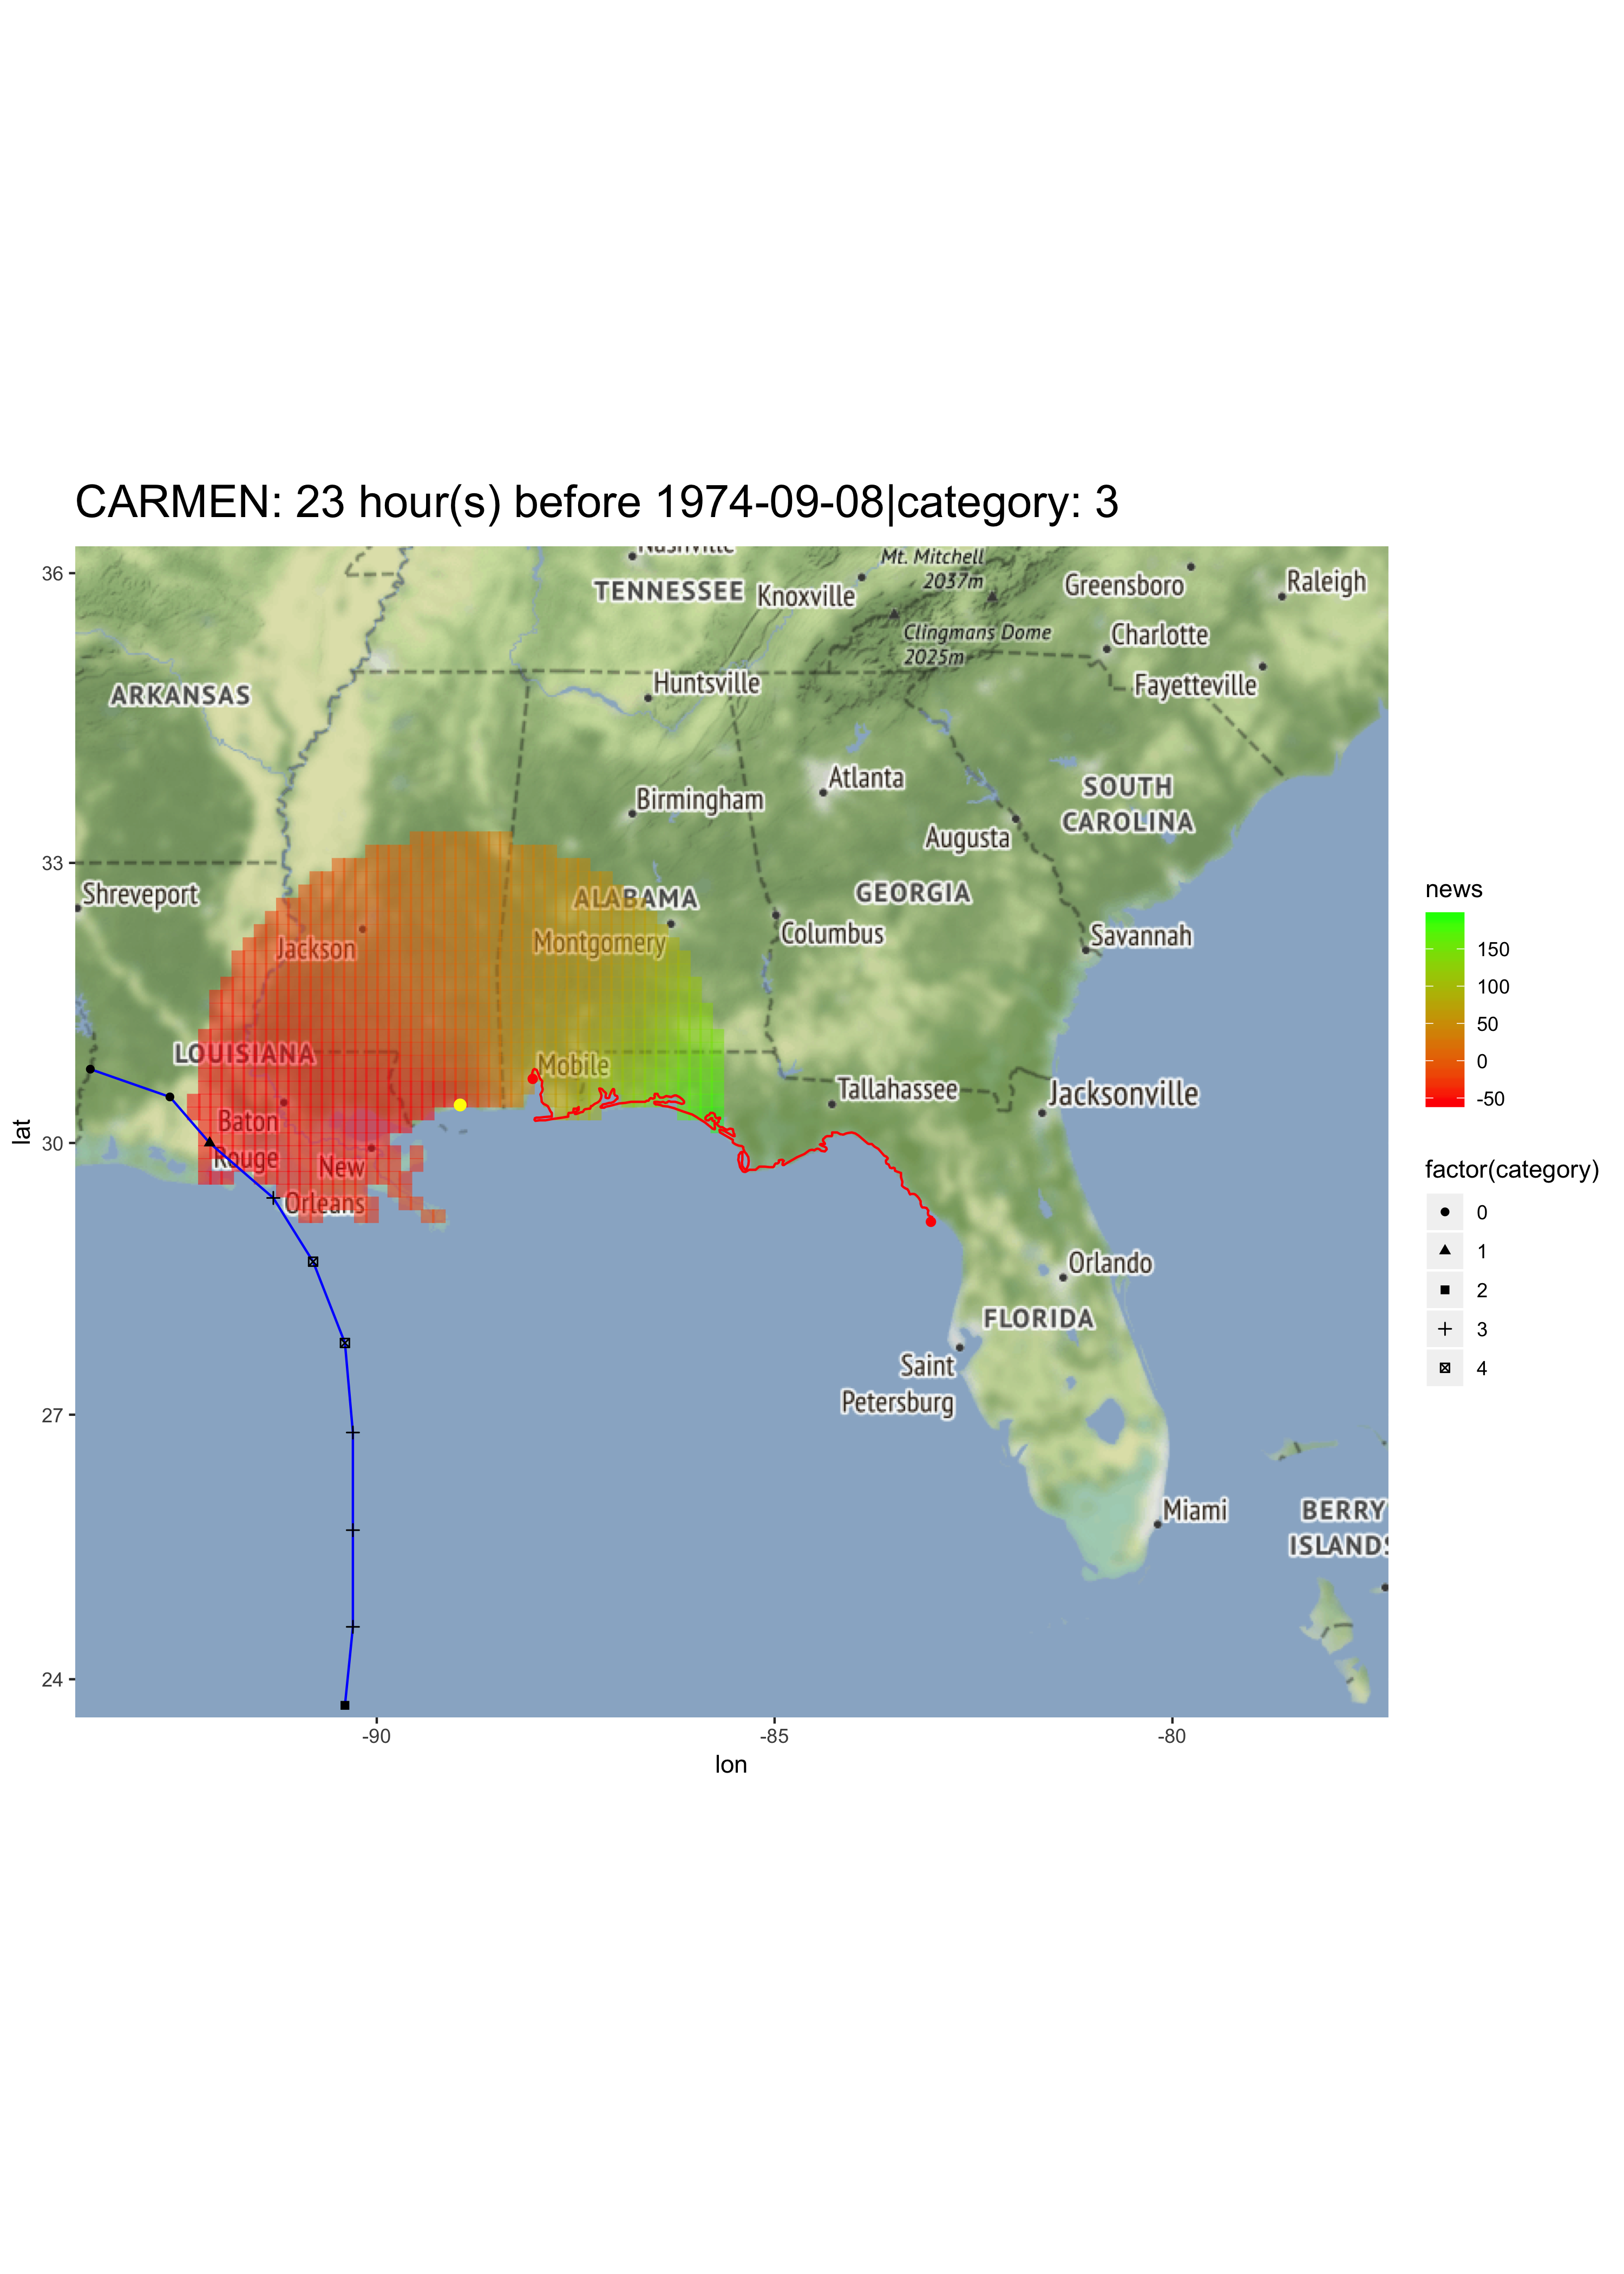 CARMEN: 23 hour(s) before 1974-09-08|category: 3
Nashville
Mt. Mitchell
2037m
TENNESSEE
Knoxville
Greensboro
Raleigh
Clingmans Dome
2025m
Charlotte
Huntsville
Fayetteville
ARKANSAS
Atlanta
SOUTH
CAROLINA
Birmingham
Augusta
Shreveport
ALABAMA
GEORGIA
Jackson
Montgomery
Columbus
Savannah
LOUISIANA
Mobile
Tallahassee
Jacksonville
Baton
Rouge
New
Orleans
Orlando
FLORIDA
Saint
Petersburg
Miami
BERRY
ISLANDS
36
33
30
27
24
lat
-90
-85
-80
lon
news
150
100
50
0
-50
factor(category)
0
1
2
3
4